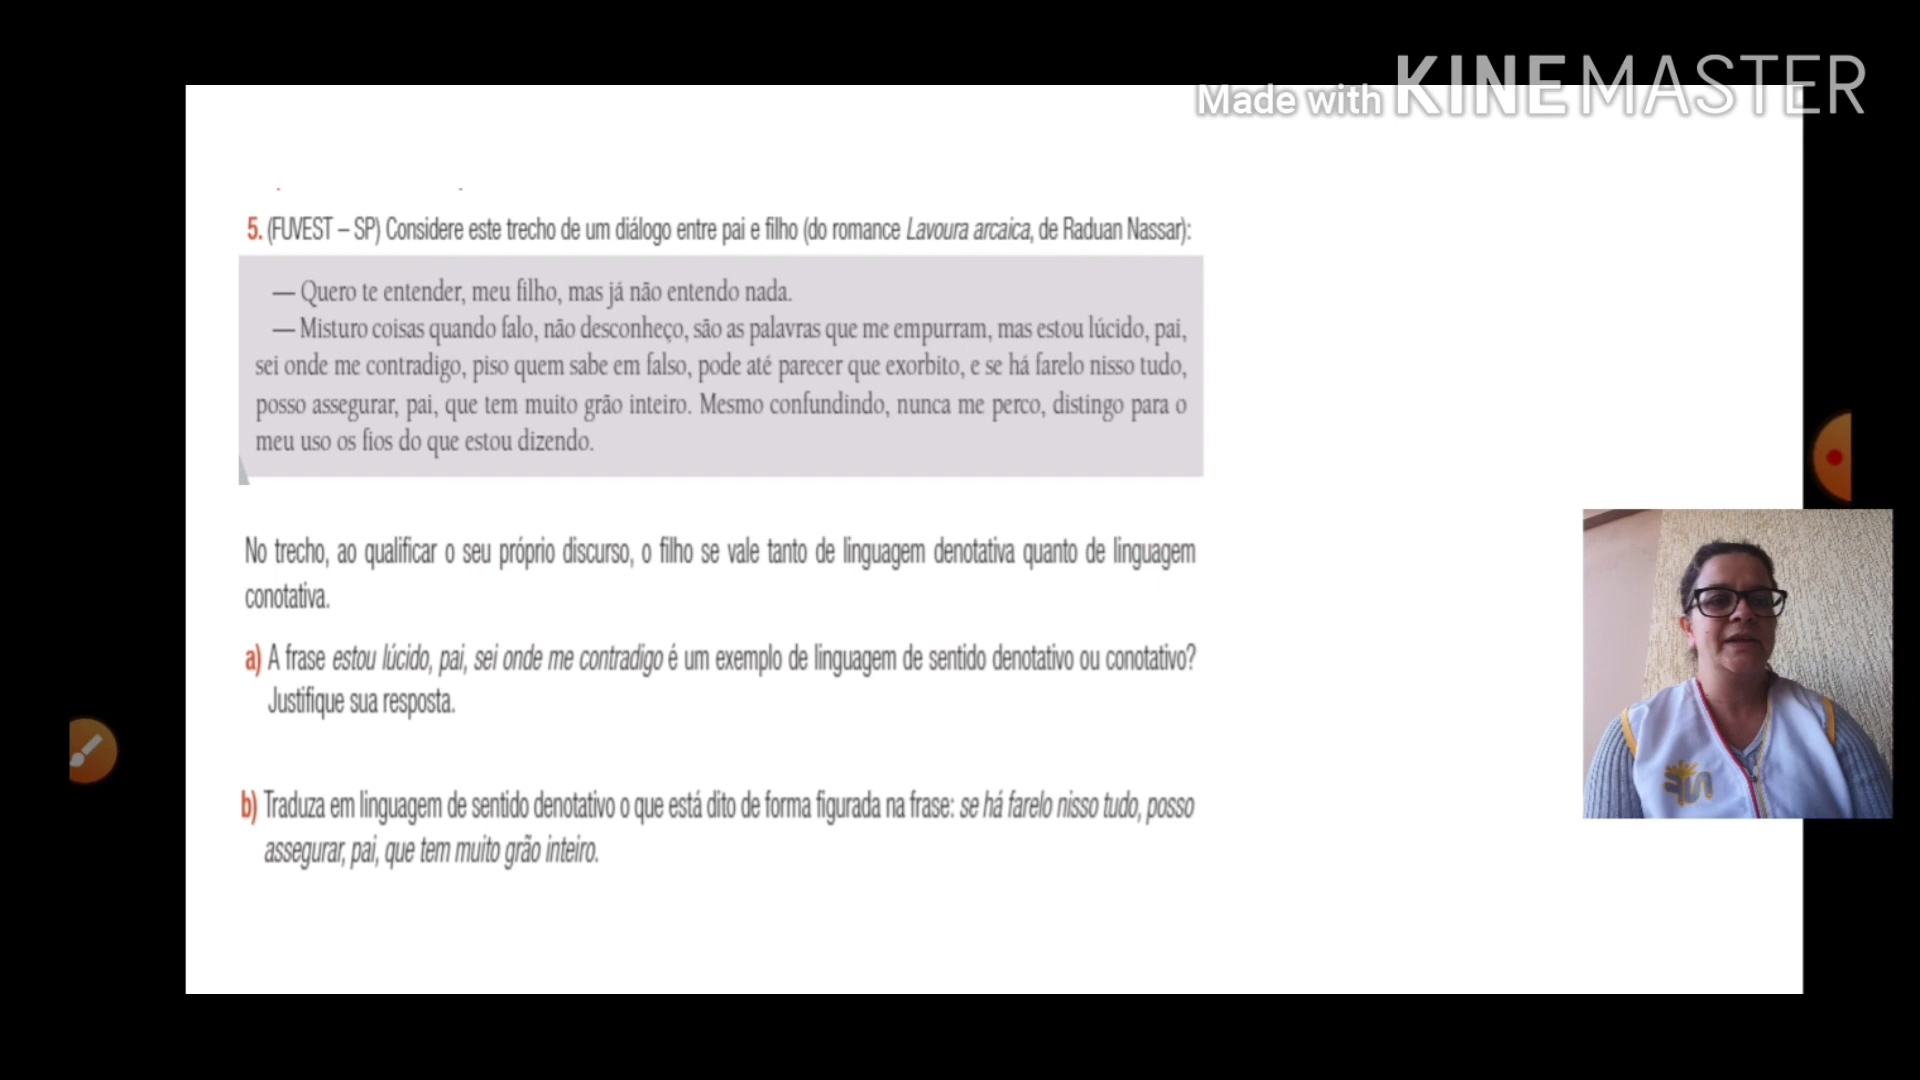 Made with KINEMASTER
5. (FUVEST – SP) Considere este trecho de um diálogo entre pai e filho (do romance Lavoura arcaica, de Raduan Nassar):
— Quero te entender, meu filho, mas já não entendo nada.
— Misturo coisas quando falo, não desconheço, são as palavras que me empurram, mas estou lúcido, pai,
sei onde me contradigo, piso quem sabe em falso, pode até parecer que exorbito, e se há farelo nisso tudo,
posso assegurar, pai, que tem muito grão inteiro. Mesmo confundindo, nunca me perco, distingo para o
meu uso os fios do que estou dizendo.
No trecho, ao qualificar o seu próprio discurso, o filho se vale tanto de linguagem denotativa quanto de linguagem
conotativa.
a) A frase estou lúcido, pai, sei onde me contradigo é um exemplo de linguagem de sentido denotativo ou conotativo?
Justifique sua resposta.
b) Traduza em linguagem de sentido denotativo o que está dito de forma figurada na frase: se há farelo nisso tudo, posso
assegurar, pai, que tem muito grão inteiro.